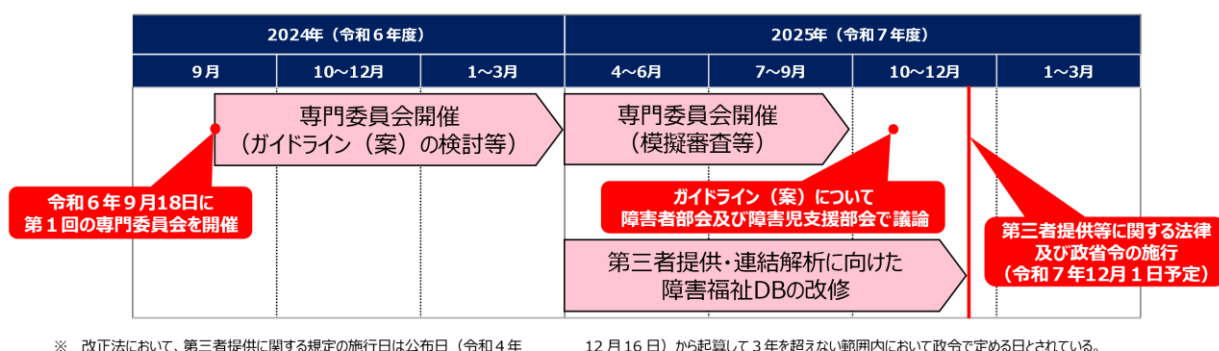 2024年（令和６年度）
2025年（令和７年度）
９月
10～12月
1～3月
4～6月
7～9月
10～12月
1～3月
専門委員会開催
（ガイドライン（案）の検討等）
専門委員会開催
（模擬審査等）
令和６年９月18日に
第１回の専門委員会を開催
ガイドライン（案）について
障害者部会及び障害児支援部会で議論
第三者提供等に関する法律
及び政省令の施行
（令和７年12月１日予定）
第三者提供・連結解析に向けた
障害福祉DBの改修
※　改正法において、第三者提供に関する規定の施行日は公布日（令和４年　12 月 16 日）から起算して３年を超えない範囲内において政令で定める日とされている。